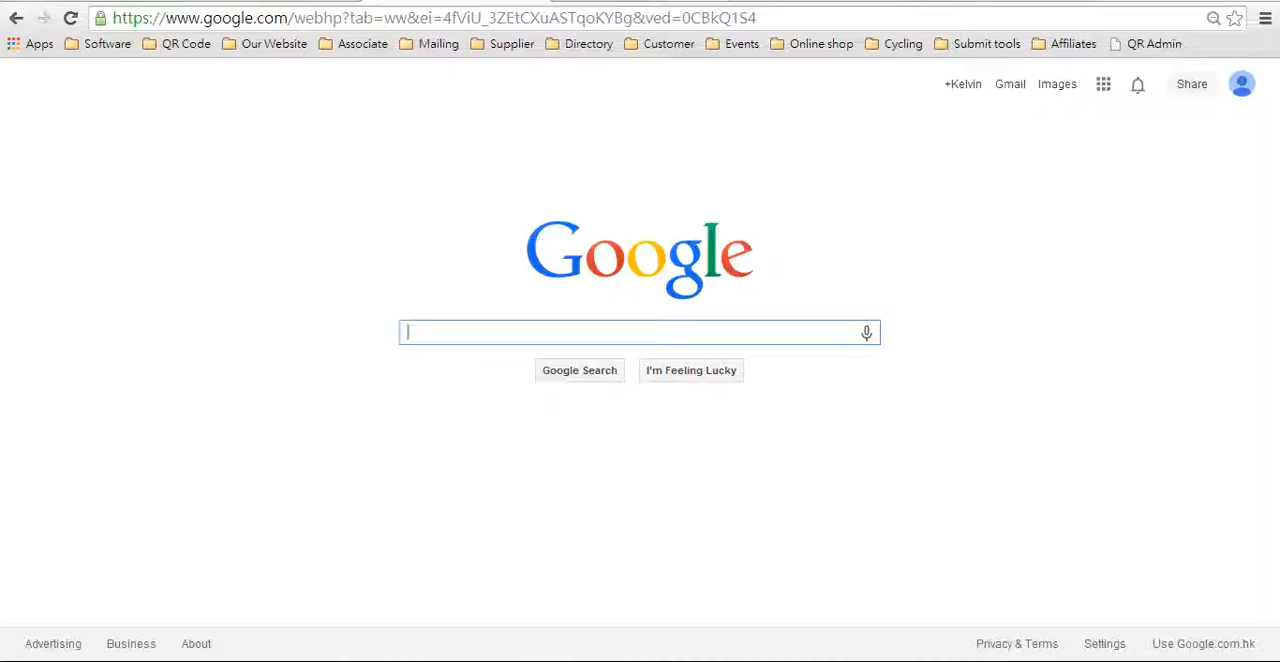 https://www.google.com/webhp?tab=ww&ei=4fViU_3ZEtCXuASTqoKYBg&ved=0CBkQ1S4
Apps Software QR Code Our Website Associate Mailing Supplier Directory Customer Events Online shop Cycling Submit tools Affiliates QR Admin
+Kelvin Gmail Images Share
Google
Google Search I'm Feeling Lucky
Advertising Business About Privacy & Terms Settings Use Google.com.hk